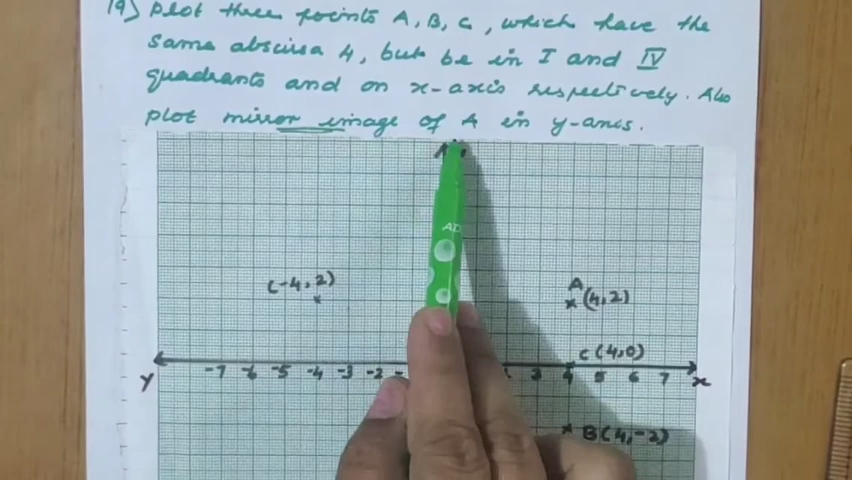 19) Plot three points A, B, C, which have the
same abscissa 4, but be in I and IV
quadrants and on x-axis respectively. Also
plot mirror image of A in y-axis.
(-4,2)
A
(4,2)
C (4,0)
-7 -6 -5 -4 -3 -2 3 4 5 6 7
y x
B(4,-2)